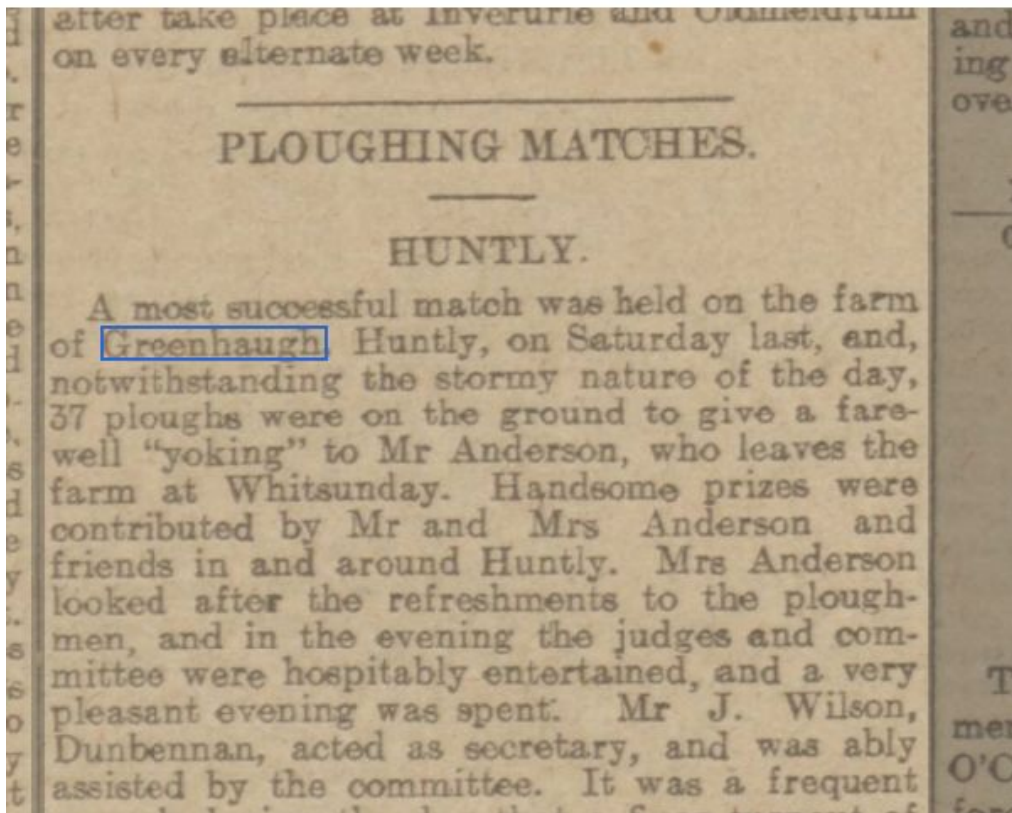 after take place at Inverurie and Oldmeldrum
on every alternate week.
PLOUGHING MATCHES.
HUNTLY.
A most successful match was held on the farm
of Greenhaugh, Huntly, on Saturday last, and,
notwithstanding the stormy nature of the day,
37 ploughs were on the ground to give a fare-
well "yoking" to Mr Anderson, who leaves the
farm at Whitsunday. Handsome prizes were
contributed by Mr and Mrs Anderson and
friends in and around Huntly. Mrs Anderson
looked after the refreshments to the plough-
men, and in the evening the judges and com-
mittee were hospitably entertained, and a very
pleasant evening was spent. Mr J. Wilson,
Dunbennan, acted as secretary, and was ably
assisted by the committee. It was a frequent
and
ing
ove